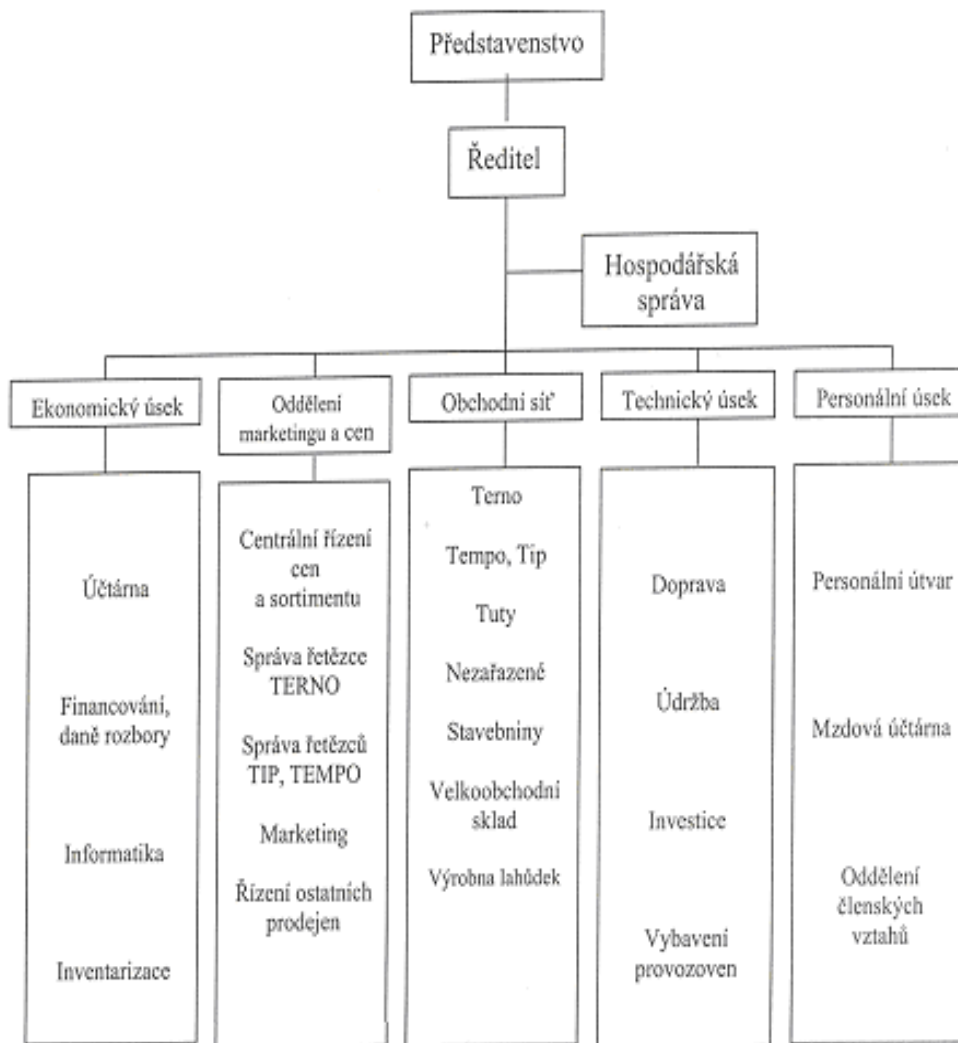 Představenstvo
Ředitel
Hospodářská
správa
Ekonomický úsek
Oddělení
marketingu a cen
Obchodni síť
Technický úsek
Personální úsek
Účtárna
Financování,
daně rozbory
Informatika
Inventarizace
Centrální řízení
cen
a sortimentu
Správa řetězce
TERNO
Správa řetězců
TIP, TEMPO
Marketing
Řízení ostatních
prodejen
Terno
Tempo, Tip
Tuty
Nezařazené
Stavebniny
Velkoobchodní
sklad
Výrobna lahůdek
Doprava
Údržba
Investice
Vybavení
provozoven
Personální útvar
Mzdová účtárna
Oddělení
členských
vztahů